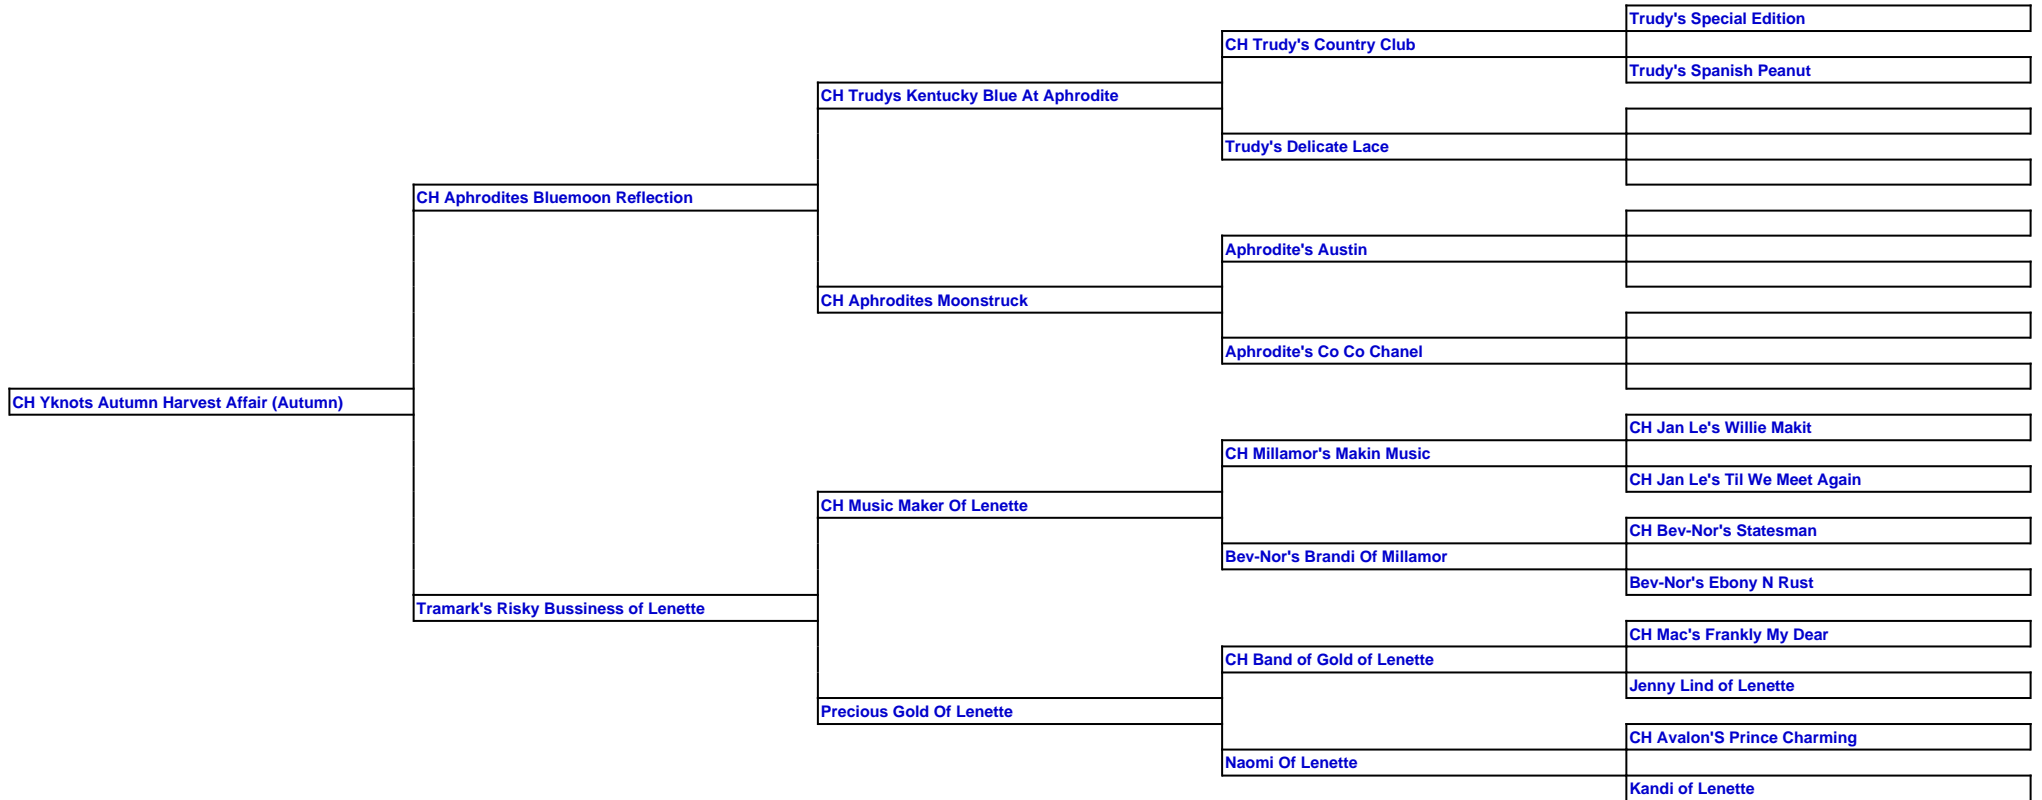 Trudy's Special Edition
CH Trudy's Country Club
Trudy's Spanish Peanut
CH Trudys Kentucky Blue At Aphrodite
Trudy's Delicate Lace
CH Aphrodites Bluemoon Reflection
Aphrodite's Austin
CH Aphrodites Moonstruck
Aphrodite's Co Co Chanel
CH Yknots Autumn Harvest Affair (Autumn)
CH Jan Le's Willie Makit
CH Millamor's Makin Music
CH Jan Le's Til We Meet Again
CH Music Maker Of Lenette
CH Bev-Nor's Statesman
Bev-Nor's Brandi Of Millamor
Bev-Nor's Ebony N Rust
Tramark's Risky Bussiness of Lenette
CH Mac's Frankly My Dear
CH Band of Gold of Lenette
Jenny Lind of Lenette
Precious Gold Of Lenette
CH Avalon'S Prince Charming
Naomi Of Lenette
Kandi of Lenette